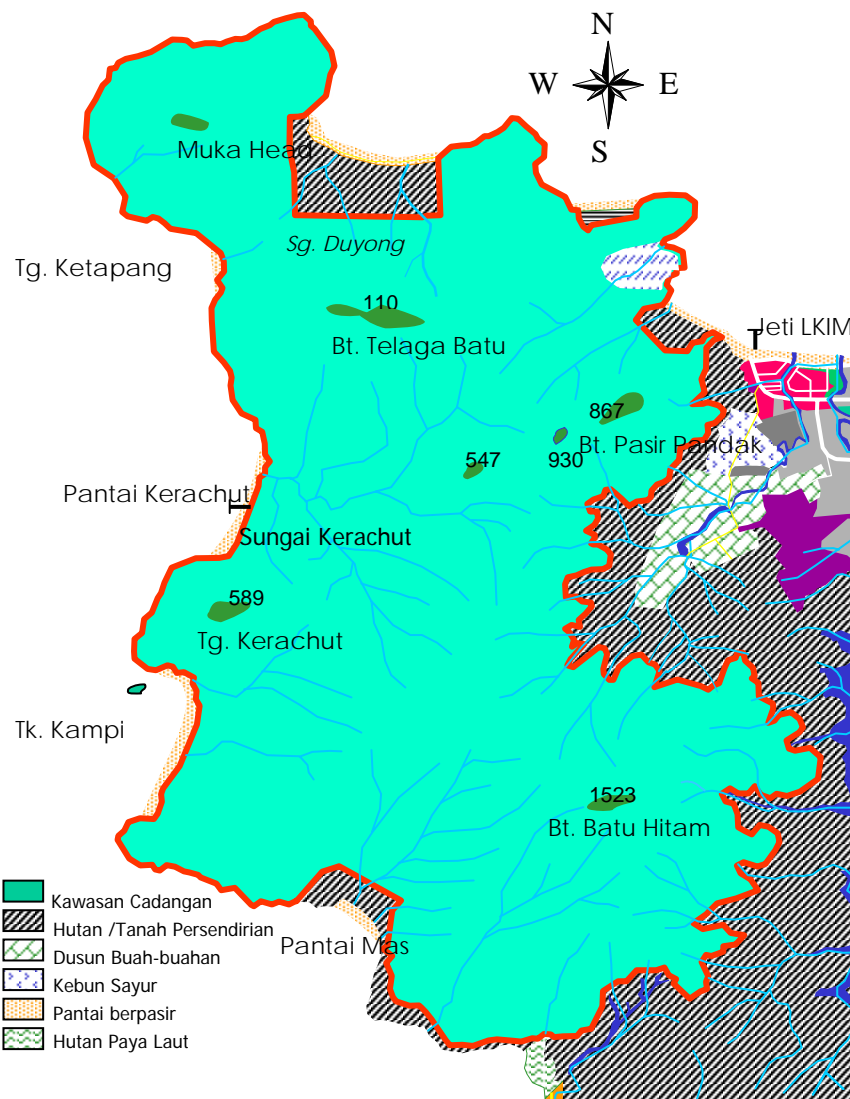 N
W E
S
Muka Head
Sg. Duyong
Tg. Ketapang
110
Jeti LKIM
Bt. Telaga Batu
867
Bt. Pasir Pandak
547
930
Pantai Kerachut
Sungai Kerachut
589
Tg. Kerachut
Tk. Kampi
1523
Bt. Batu Hitam
Kawasan Cadangan
Hutan /Tanah Persendirian
Pantai Mas
Dusun Buah-buahan
Kebun Sayur
Pantai berpasir
Hutan Paya Laut